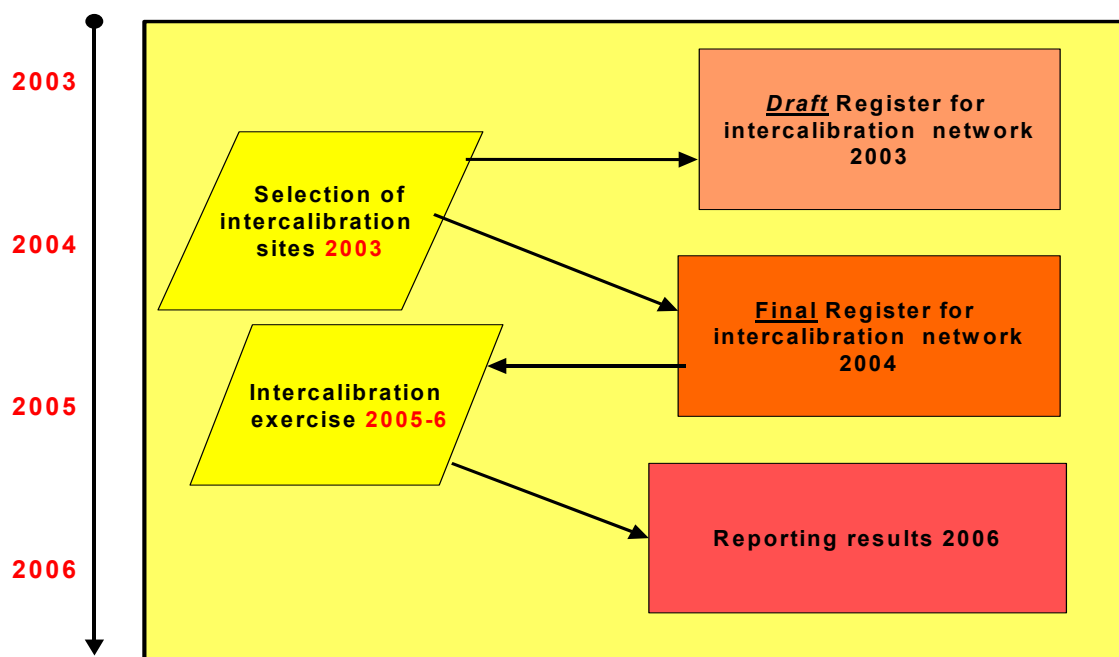 2003
Draft Register for
intercalibration network
2003
Selection of
intercalibration
sites 2003
2004
Final Register for
intercalibration network
2004
Intercalibration
exercise 2005-6
2005
Reporting results 2006
2006